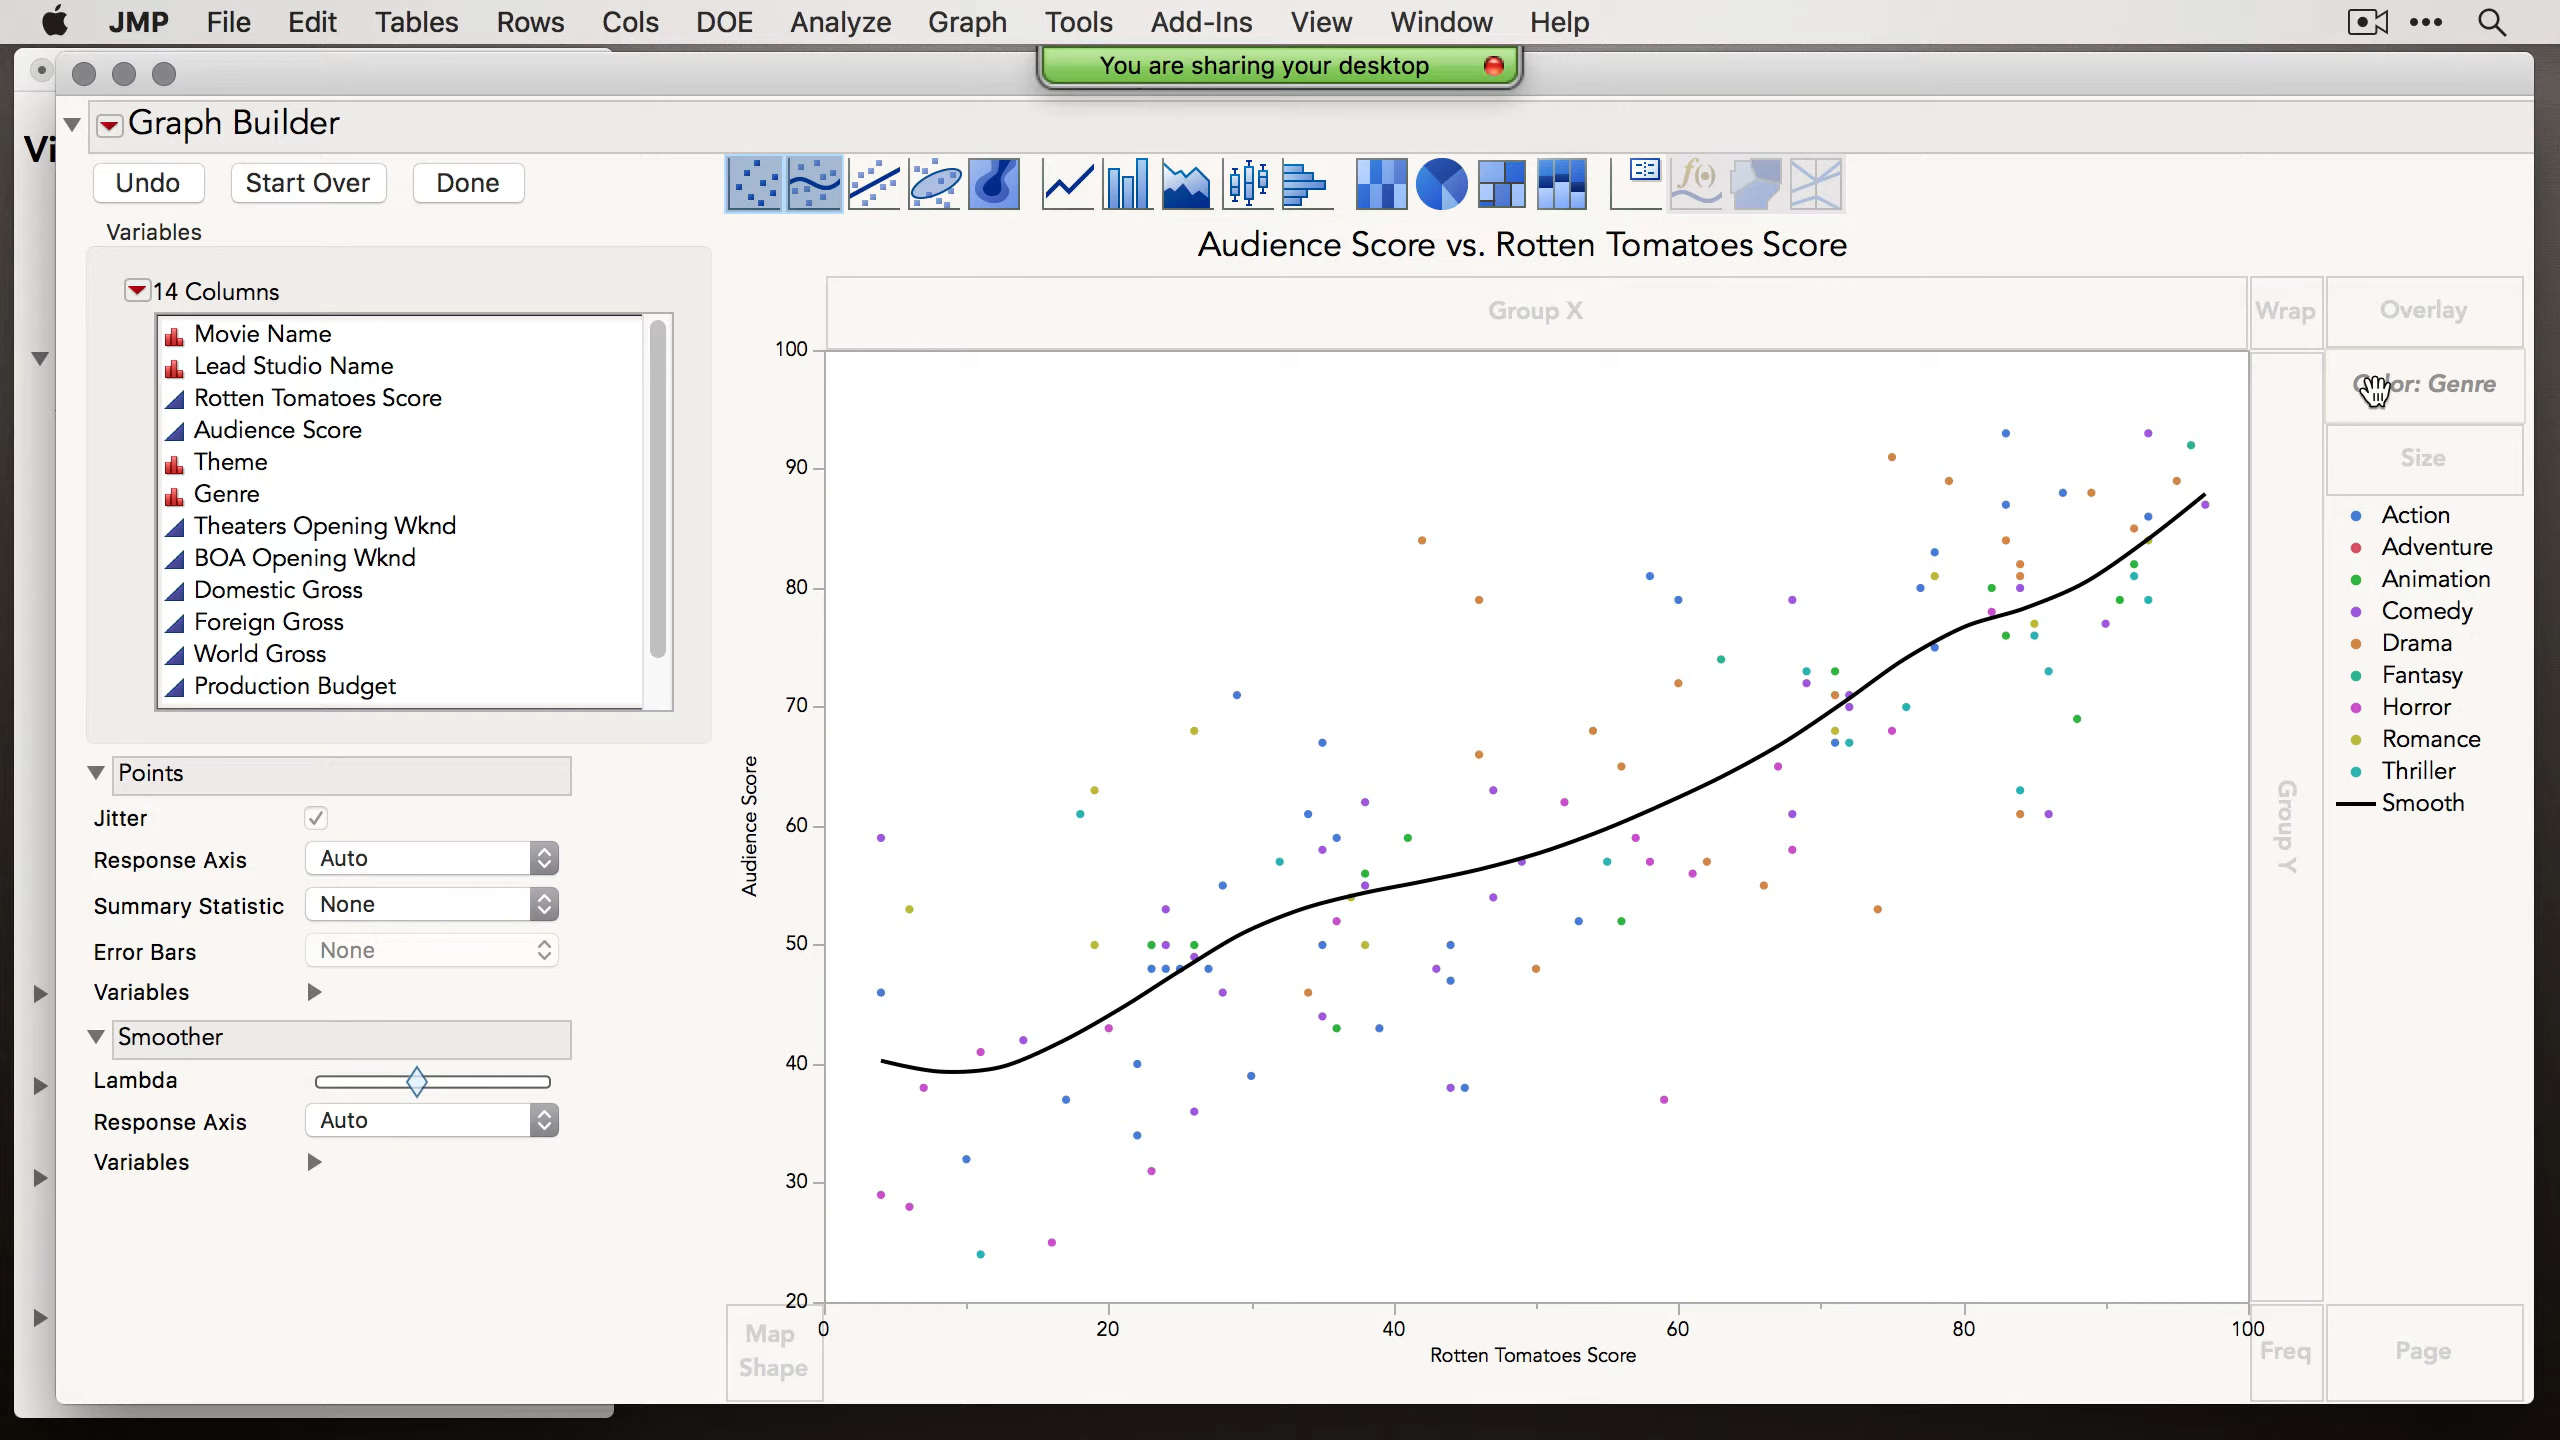 JMP File Edit Tables Rows Cols DOE Analyze Graph Tools Add-Ins View Window Help
You are sharing your desktop
Vi
Graph Builder
Undo Start Over Done
Variables
14 Columns
Movie Name
Lead Studio Name
Rotten Tomatoes Score
Audience Score
Theme
Genre
Theaters Opening Wknd
BOA Opening Wknd
Domestic Gross
Foreign Gross
World Gross
Production Budget
Points
Jitter
Response Axis Auto
Summary Statistic None
Error Bars None
Variables
Smoother
Lambda
Response Axis Auto
Variables
Audience Score vs. Rotten Tomatoes Score
Group X
Wrap
Overlay
Color: Genre
Size
Action
Adventure
Animation
Comedy
Drama
Fantasy
Horror
Romance
Thriller
Smooth
Group Y
100
90
80
70
60
50
40
30
20
Audience Score
0 20 40 60 80 100
Rotten Tomatoes Score
Map
Shape
Freq
Page